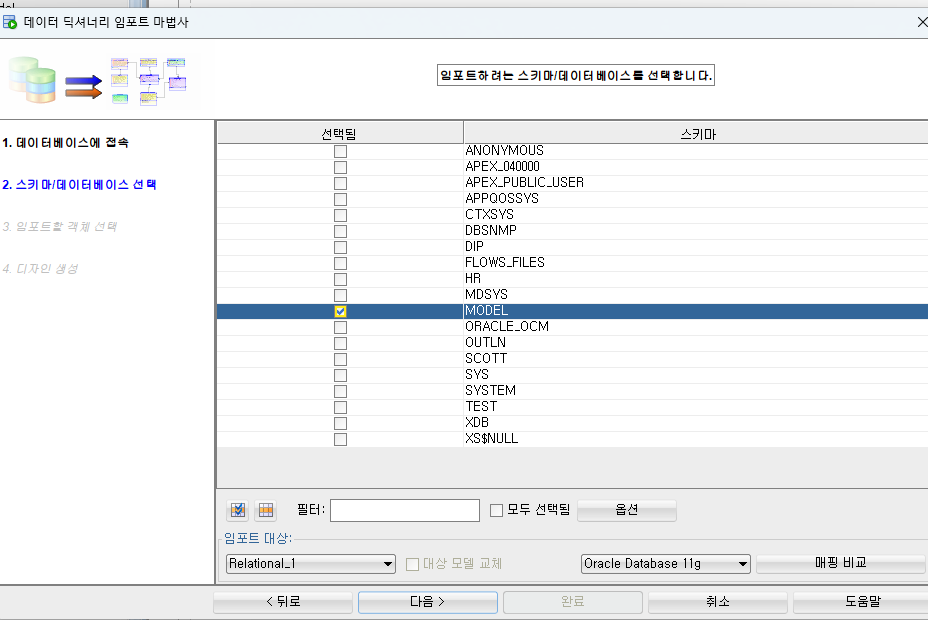 데이터 딕셔너리 임포트 마법사
임포트하려는 스키마/데이터베이스를 선택합니다.
1. 데이터베이스에 접속
2. 스키마/데이터베이스 선택
3. 임포트할 객체 선택
4. 디자인 생성
선택됨 스키마
ANONYMOUS
APEX_040000
APEX_PUBLIC_USER
APPQOSSYS
CTXSYS
DBSNMP
DIP
FLOWS_FILES
HR
MDSYS
MODEL
ORACLE_OCM
OUTLN
SCOTT
SYS
SYSTEM
TEST
XDB
XS$NULL
필터: 모두 선택됨 옵션
임포트 대상:
Relational_1 대상 모델 교체 Oracle Database 11g 매핑 비교
< 뒤로 다음 > 완료 취소 도움말